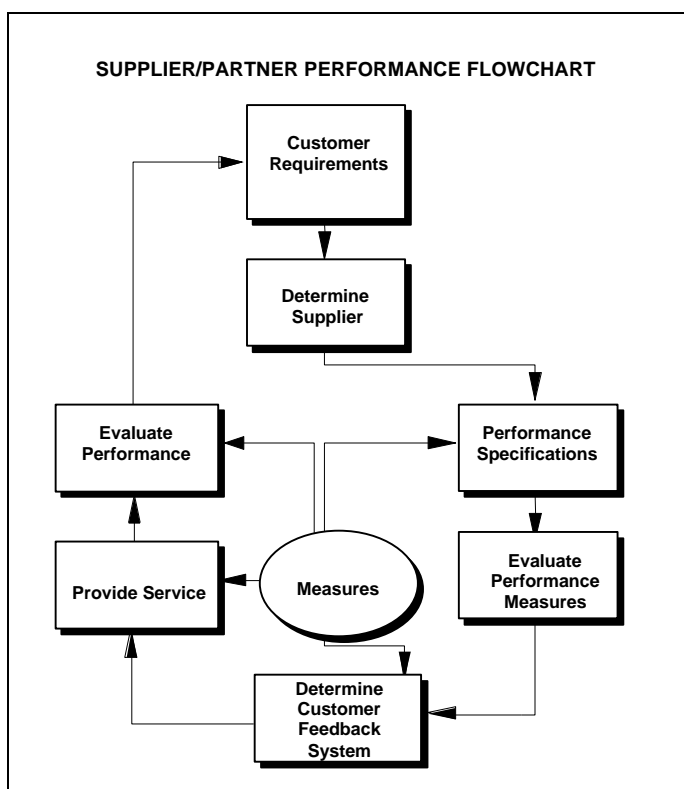 SUPPLIER/PARTNER PERFORMANCE FLOWCHART
Customer
Requirements
Determine
Supplier
Evaluate
Performance
Performance
Specifications
Provide Service
Measures
Evaluate
Performance
Measures
Determine
Customer
Feedback
System